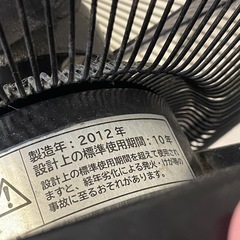 製造年：2012年
設計上の標準使用期間：10年
設計上の標準使用期間を超えて使用され
ますと、経年劣化による発火・けが等の
事故に至るおそれがあります。